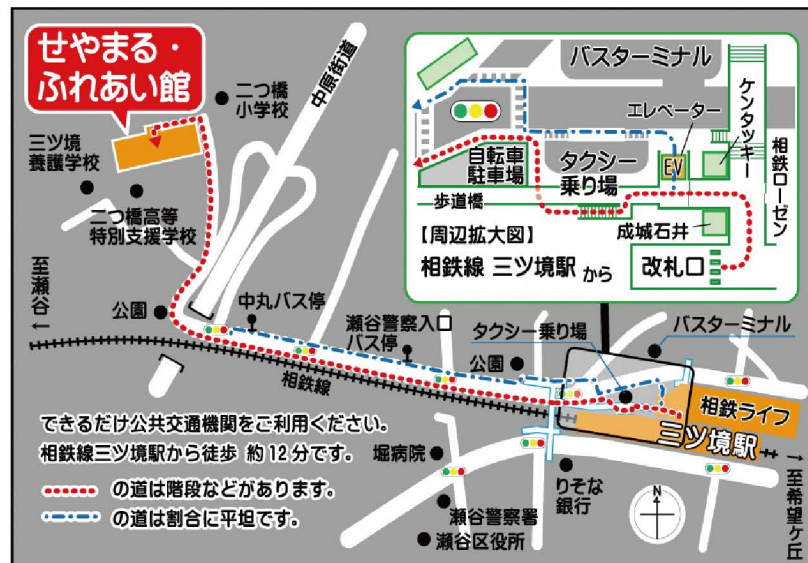 せやまる・
ふれあい館
二つ橋
小学校
中原街道
三ツ境
養護学校
二つ橋高等
特別支援学校
至瀬谷
←
公園
中丸バス停
瀬谷警察入口
バス停
相鉄線
バスターミナル
エレベーター
ケンタッキー
相鉄ローゼン
自転車
駐車場
タクシー
乗り場
EV
歩道橋
成城石井
【周辺拡大図】
相鉄線 三ツ境駅 から
改札口
タクシー乗り場
バスターミナル
公園
相鉄ライフ
三ツ境駅
→
至希望ケ丘
できるだけ公共交通機関をご利用ください。
相鉄線三ツ境駅から徒歩 約12分です。
の道は階段などがあります。
の道は割合に平坦です。
堀病院
瀬谷警察署
瀬谷区役所
りそな
銀行
N